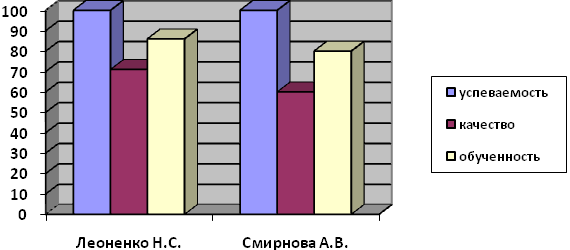 100
90
80
70
60
50
40
30
20
10
0
Леоненко Н.С.
Смирнова А.В.
успеваемость
качество
обученность